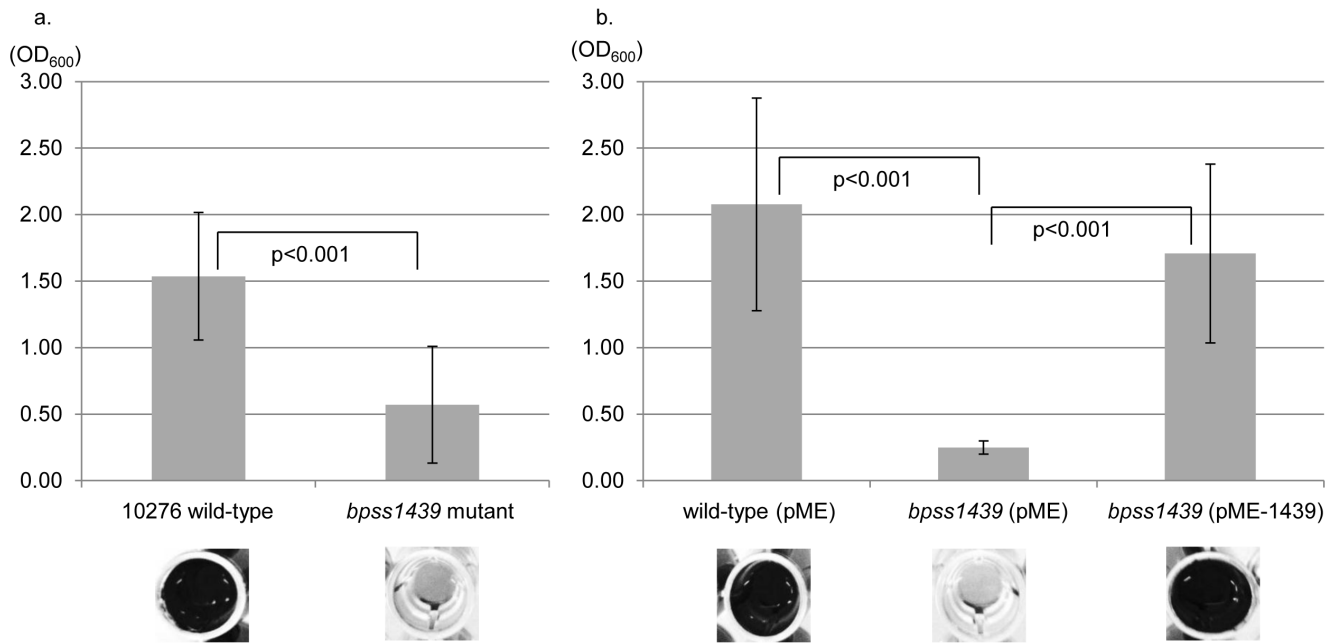 a.
(OD₆₀₀)
3.00
2.50
2.00
1.50
1.00
0.50
0.00
p<0.001
10276 wild-type
bpss1439 mutant
b.
(OD₆₀₀)
3.00
2.50
2.00
1.50
1.00
0.50
0.00
p<0.001
p<0.001
wild-type (pME)
bpss1439 (pME)
bpss1439 (pME-1439)